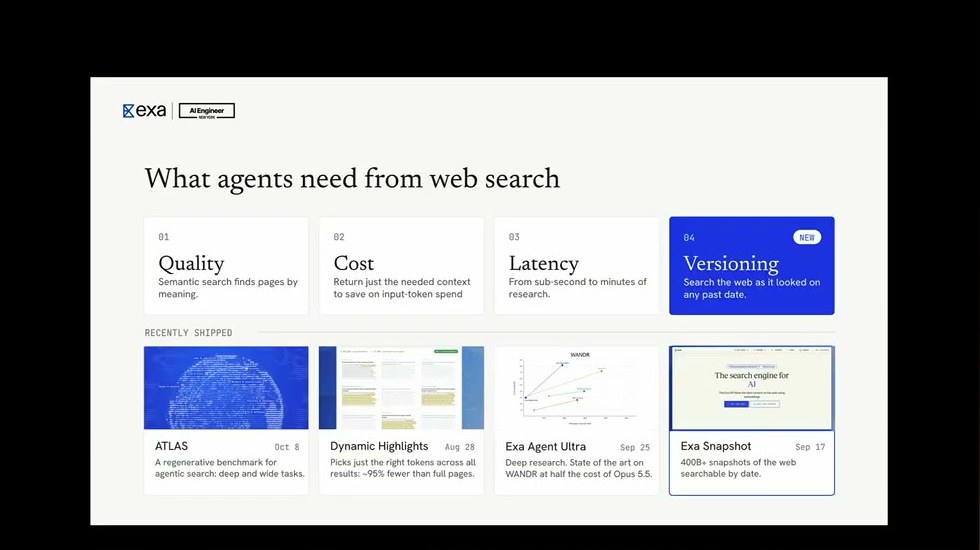 exa
AI Engineer
NEW YORK
What agents need from web search
01
Quality
Semantic search finds pages by
meaning.
02
Cost
Return just the needed context
to save on input-token spend
03
Latency
From sub-second to minutes of
research.
04
NEW
Versioning
Search the web as it looked on
any past date.
RECENTLY SHIPPED
WANDR
The search engine for
AI
ATLAS
Oct 8
A regenerative benchmark for
agentic search: deep and wide tasks.
Dynamic Highlights
Aug 28
Picks just the right tokens across all
results: ~95% fewer than full pages.
Exa Agent Ultra
Sep 25
Deep research. State of the art on
WANDR at half the cost of Opus 5.5.
Exa Snapshot
Sep 17
400B+ snapshots of the web
searchable by date.